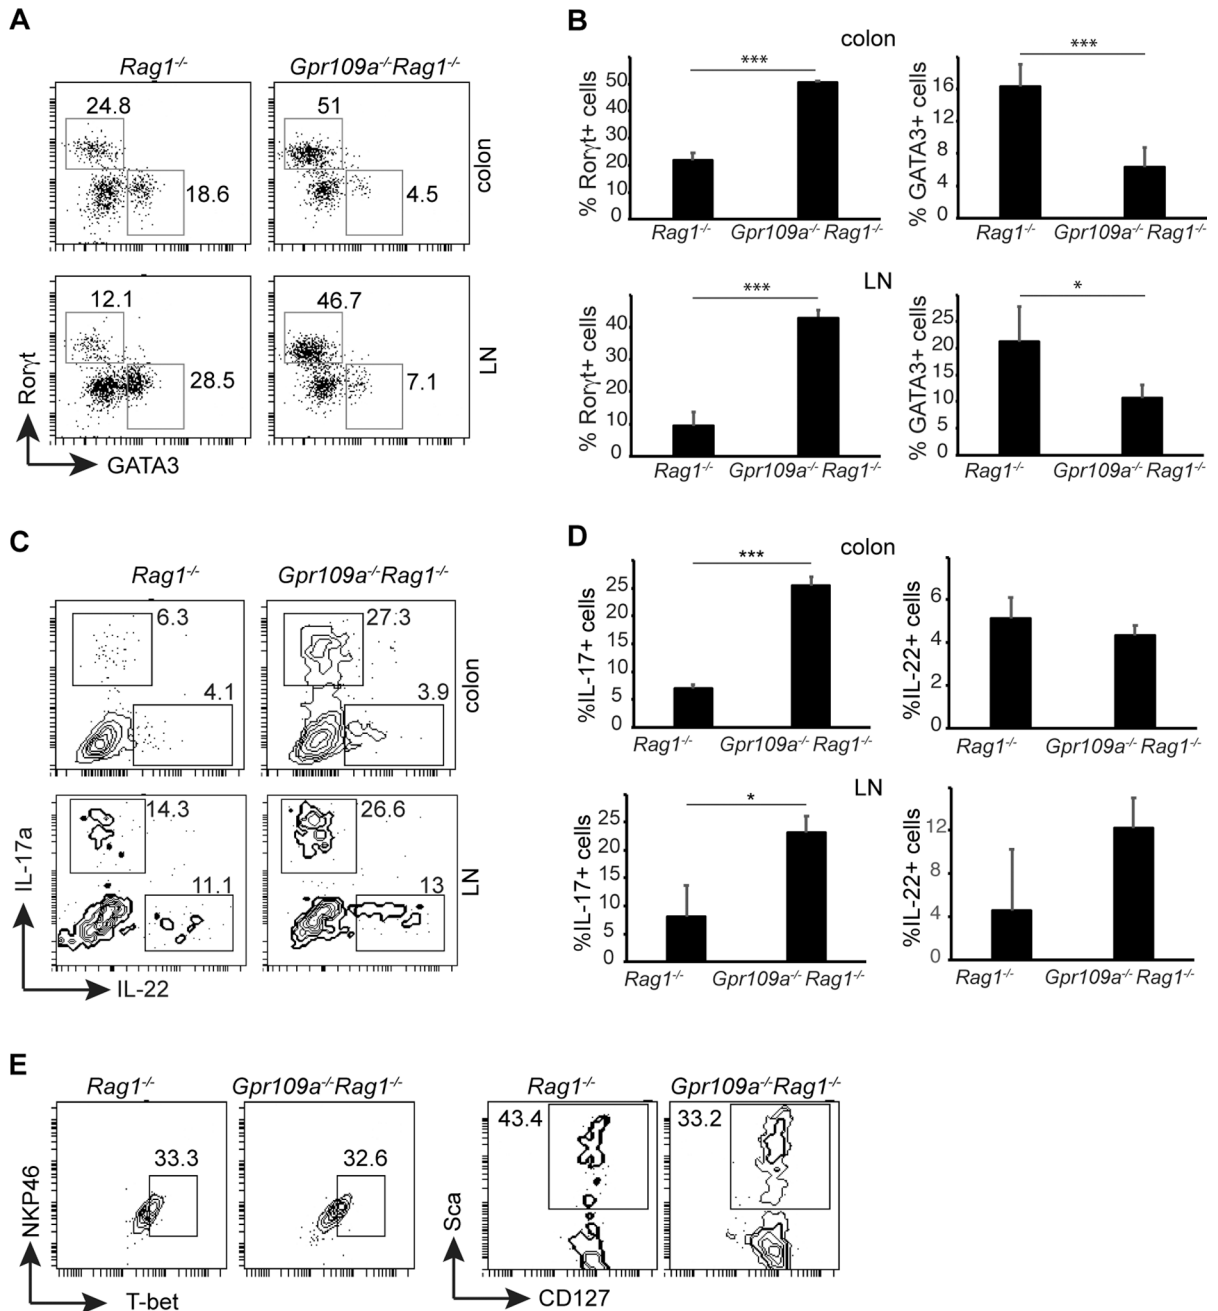 A
Rag1-/-
Gpr109a-/-Rag1-/-
24.8
51
18.6
4.5
colon
12.1
46.7
28.5
7.1
LN
Rorγt
GATA3
B
colon
***
% Rorγt+ cells
50
40
30
20
10
0
Rag1-/-
Gpr109a-/- Rag1-/-
***
% GATA3+ cells
16
12
8
4
0
Rag1-/-
Gpr109a-/- Rag1-/-
LN
***
% Rorγt+ cells
40
30
20
10
0
Rag1-/-
Gpr109a-/- Rag1-/-
*
% GATA3+ cells
25
20
15
10
5
0
Rag1-/-
Gpr109a-/- Rag1-/-
C
Rag1-/-
Gpr109a-/-Rag1-/-
6.3
27.3
4.1
3.9
colon
14.3
26.6
11.1
13
LN
IL-17a
IL-22
D
colon
***
%IL-17+ cells
25
20
15
10
5
0
Rag1-/-
Gpr109a-/- Rag1-/-
%IL-22+ cells
6
4
2
0
Rag1-/-
Gpr109a-/- Rag1-/-
LN
*
%IL-17+ cells
25
20
15
10
5
0
Rag1-/-
Gpr109a-/- Rag1-/-
%IL-22+ cells
12
8
4
0
Rag1-/-
Gpr109a-/- Rag1-/-
E
Rag1-/-
Gpr109a-/-Rag1-/-
33.3
32.6
NKP46
T-bet
Rag1-/-
Gpr109a-/-Rag1-/-
43.4
33.2
Sca
CD127